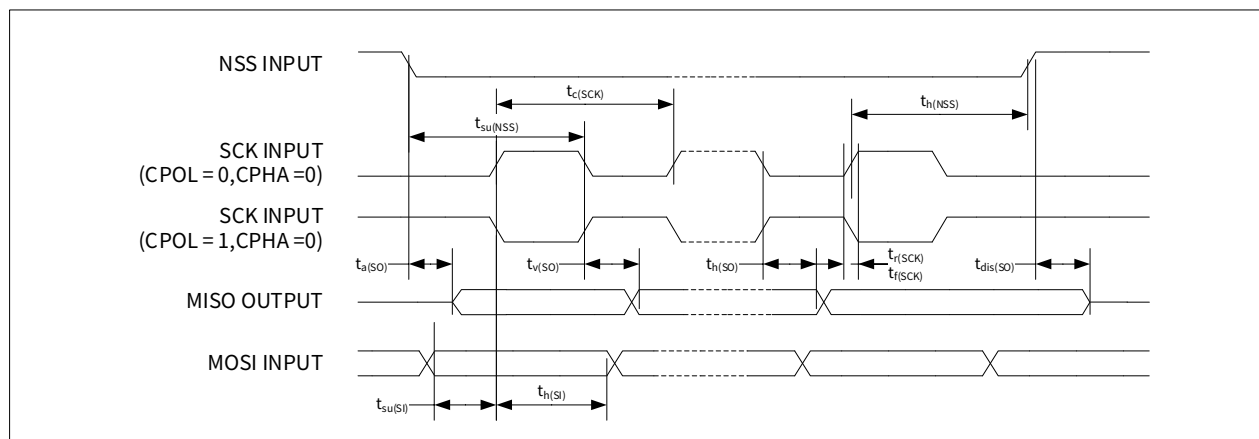 NSS INPUT
tc(SCK)
th(NSS)
tsu(NSS)
SCK INPUT
(CPOL = 0,CPHA =0)
SCK INPUT
(CPOL = 1,CPHA =0)
ta(SO)
tv(SO)
th(SO)
tr(SCK)
tf(SCK)
tdis(SO)
MISO OUTPUT
MOSI INPUT
tsu(SI)
th(SI)